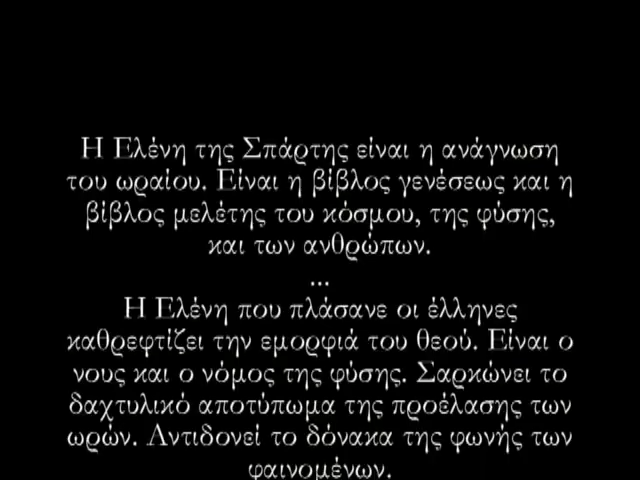 Η Ελένη της Σπάρτης είναι η ανάγνωση
του ωραίου. Είναι η βίβλος γενέσεως και η
βίβλος μελέτης του κόσμου, της φύσης,
και των ανθρώπων.
...
Η Ελένη που πλάσανε οι έλληνες
καθρεφτίζει την εμορφιά του θεού. Είναι ο
νους και ο νόμος της φύσης. Σαρκώνει το
δαχτυλικό αποτύπωμα της προέλασης των
ωρών. Αντιδονεί το δόνακα της φωνής των
φαινομένων.